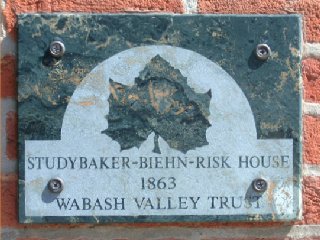 STUDYBAKER-BIEHN-RISK HOUSE
1863
WABASH VALLEY TRUST